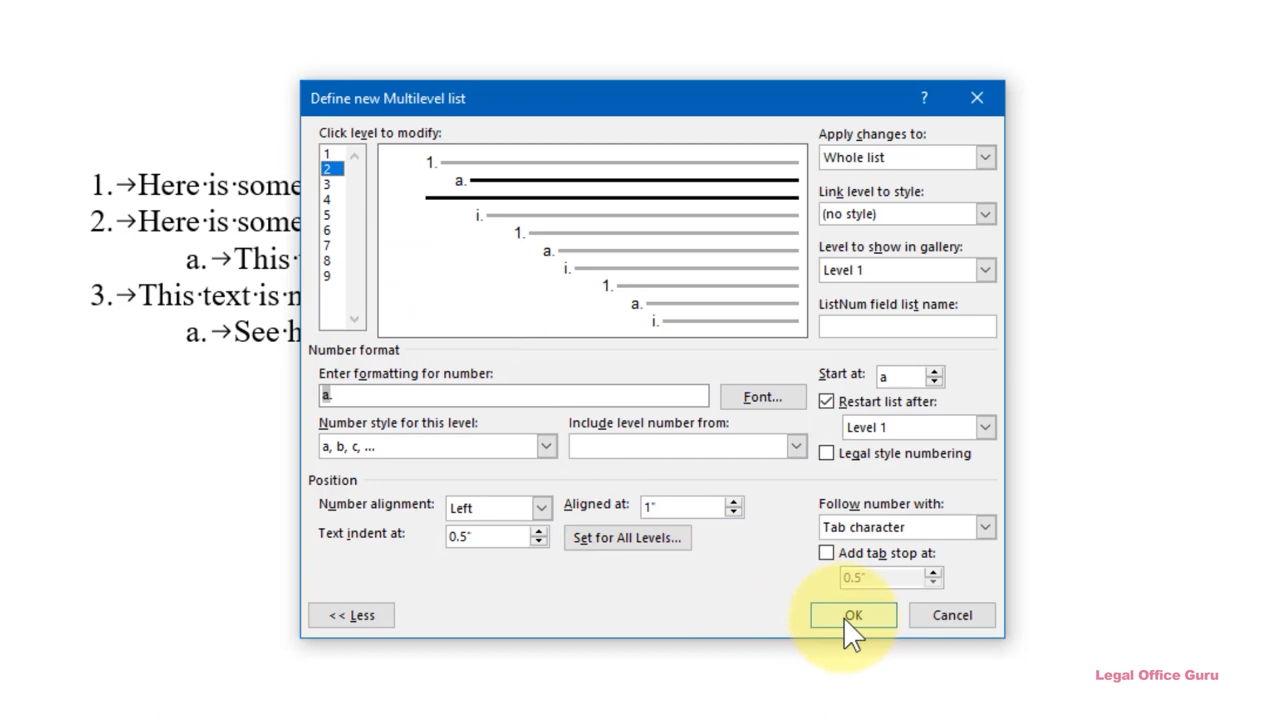 Define new Multilevel list
?
Click level to modify:
1
2
3
4
5
6
7
8
9
1.
a.
i.
1.
a.
i.
1.
a.
i.
Apply changes to:
Whole list
Link level to style:
(no style)
Level to show in gallery:
Level 1
ListNum field list name:
Number format
Enter formatting for number:
a.
Font...
Start at:
a
Restart list after:
Level 1
Number style for this level:
a, b, c, ...
Include level number from:
Legal style numbering
Position
Number alignment:
Left
Aligned at:
1"
Text indent at:
0.5"
Set for All Levels...
Follow number with:
Tab character
Add tab stop at:
0.5"
<< Less
OK
Cancel
1.→Here·is·some
2.→Here·is·some
a.→This·
3.→This·text·is·
a.→See·
Legal Office Guru